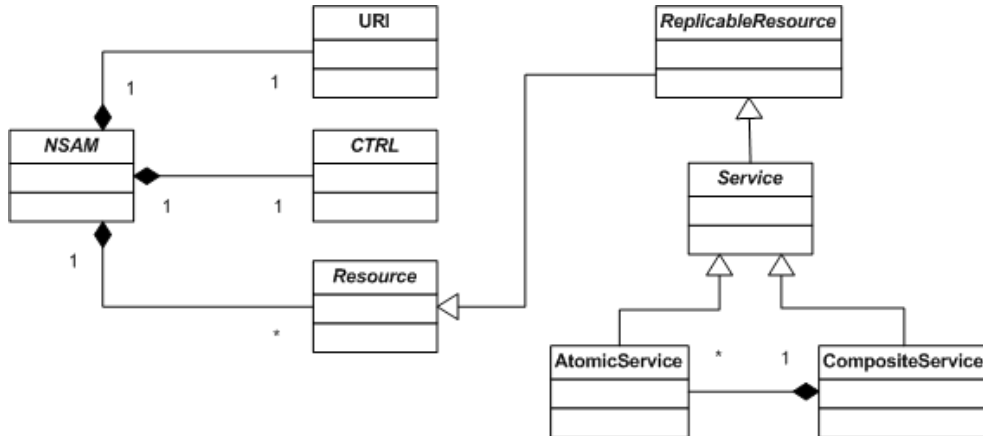 URI
ReplicableResource
1
1
NSAM
CTRL
Service
1
1
1
Resource
*
AtomicService
*
1
CompositeService